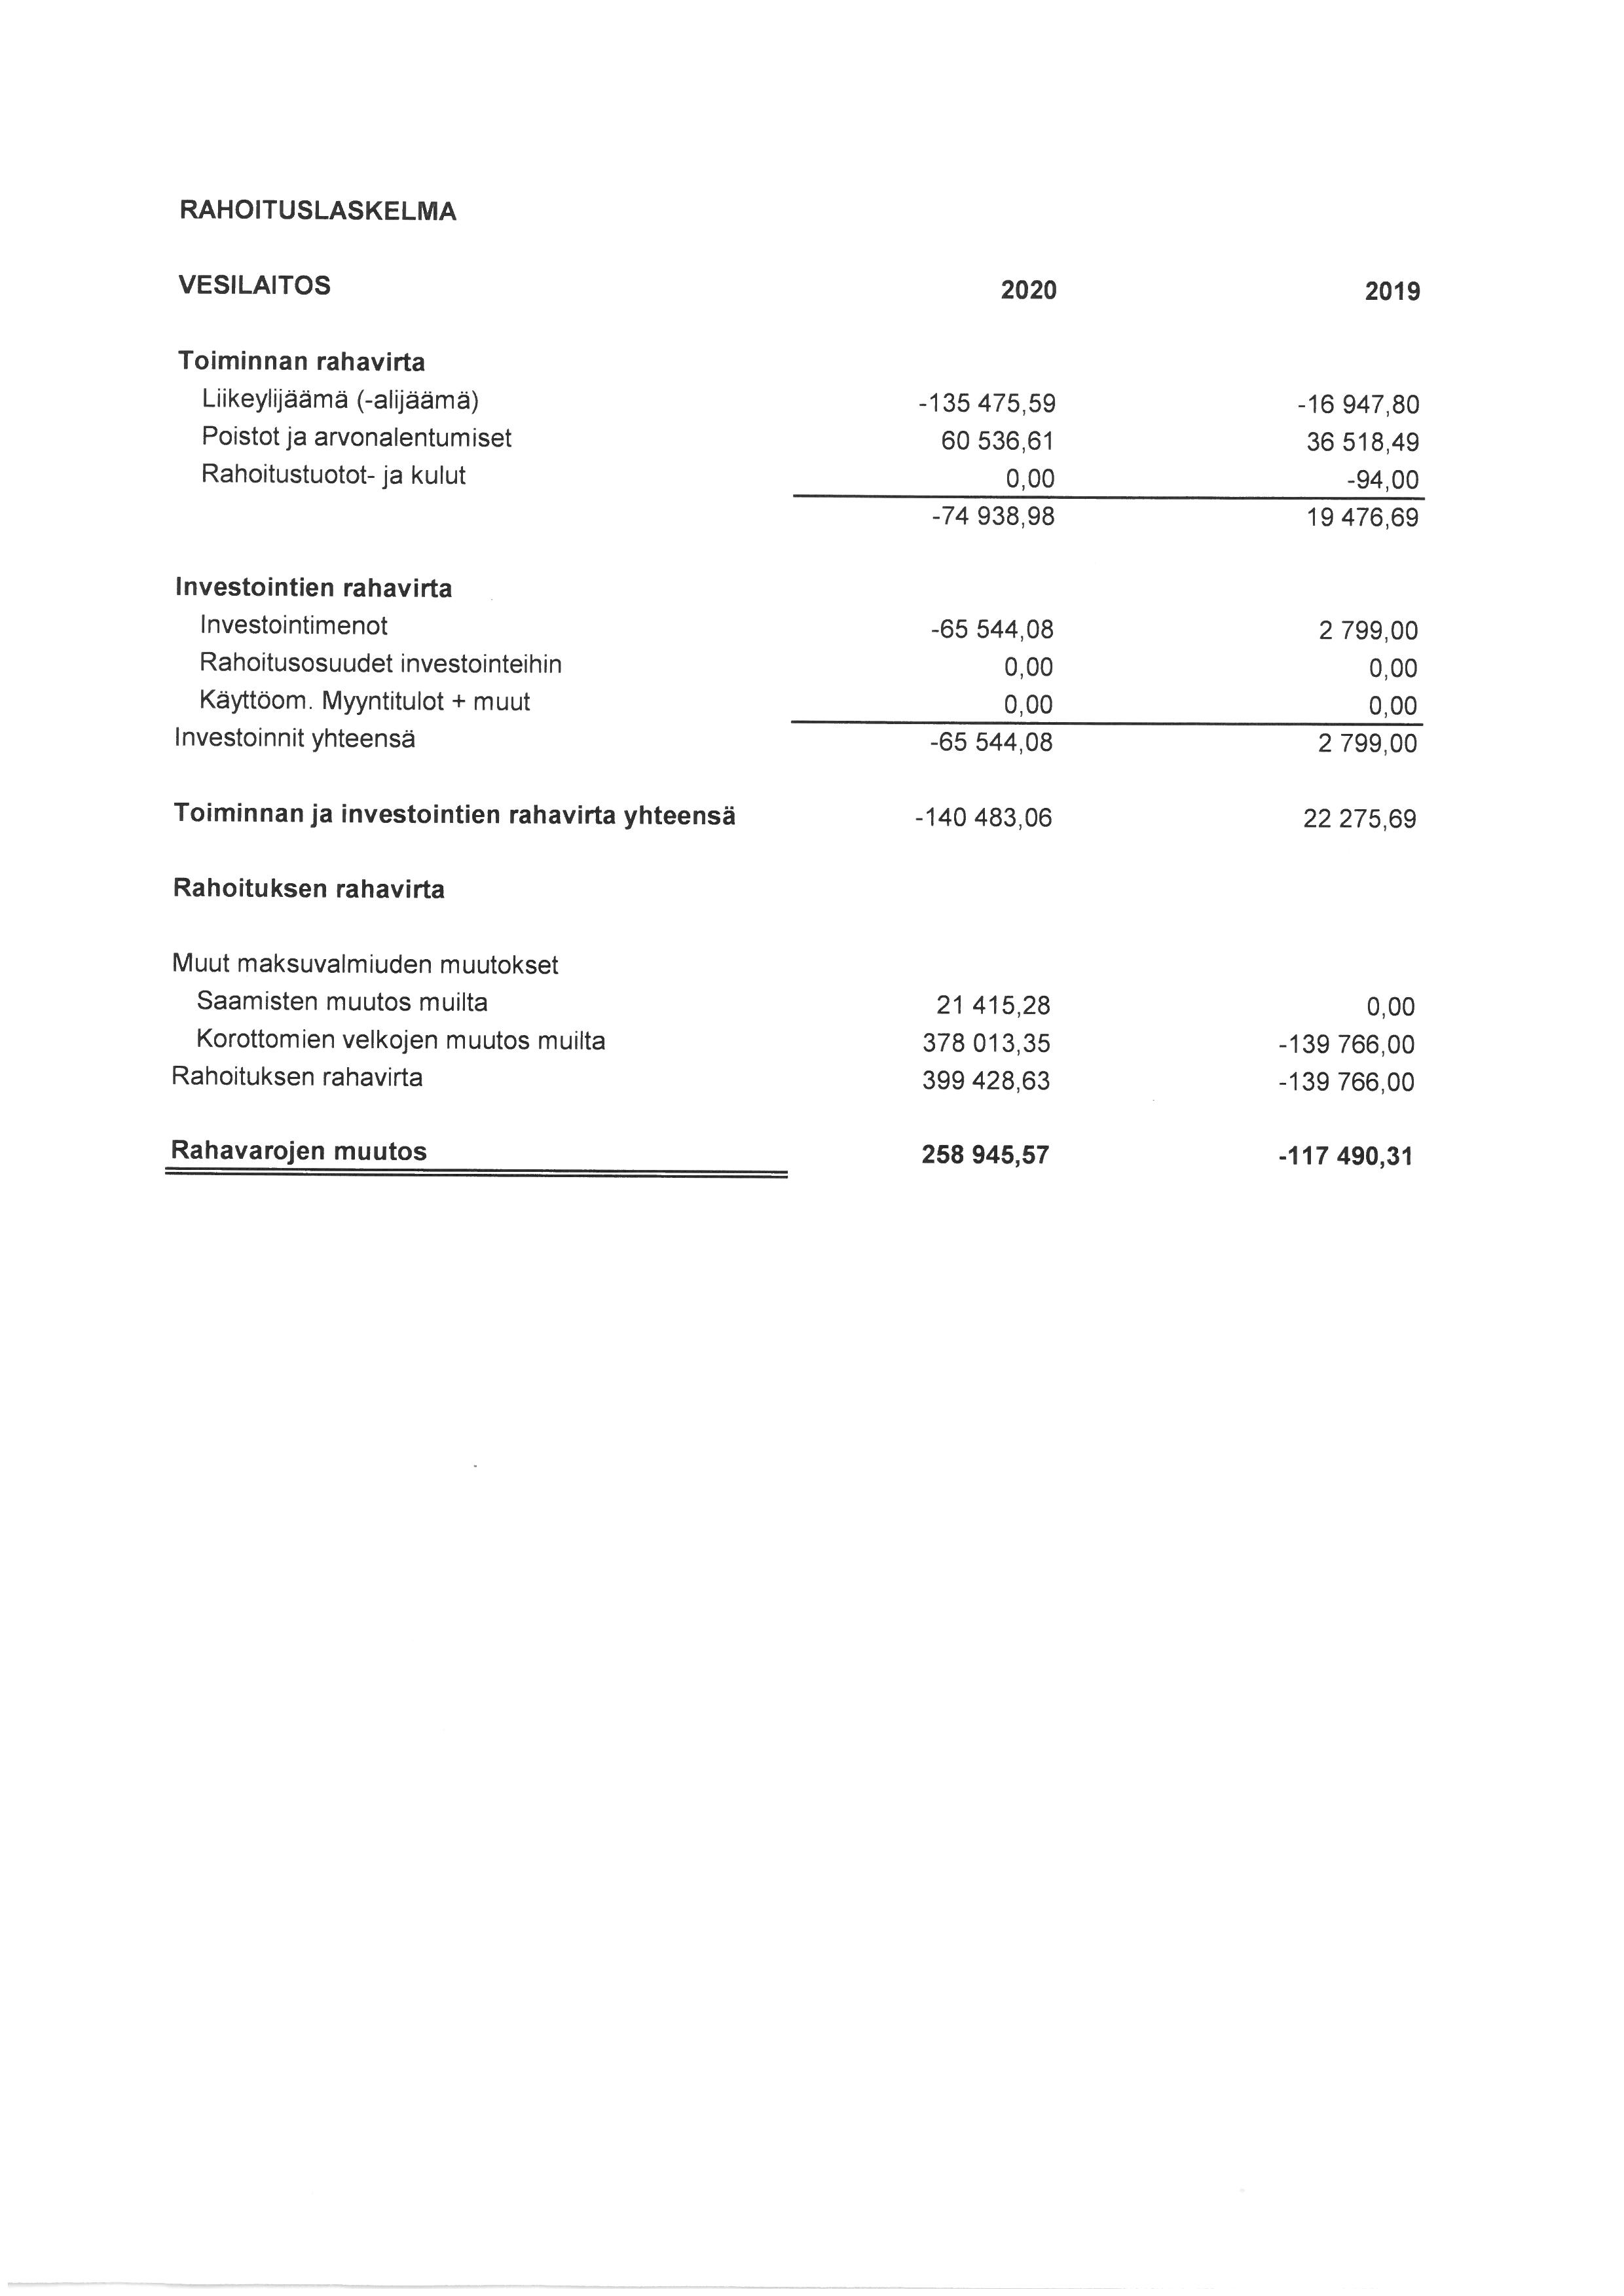 RAHOITUSLASKELMA
VESILAITOS 2020 2019
Toiminnan rahavirta
Liikeylijäämä (-alijäämä) -135 475,59 -16 947,80
Poistot ja arvonalentumiset 60 536,61 36 518,49
Rahoitustuotot- ja kulut 0,00 -94,00
-74 938,98 19 476,69
Investointien rahavirta
Investointimenot -65 544,08 2 799,00
Rahoitusosuudet investointeihin 0,00 0,00
Käyttöom. Myyntitulot + muut 0,00 0,00
Investoinnit yhteensä -65 544,08 2 799,00
Toiminnan ja investointien rahavirta yhteensä -140 483,06 22 275,69
Rahoituksen rahavirta
Muut maksuvalmiuden muutokset
Saamisten muutos muilta 21 415,28 0,00
Korottomien velkojen muutos muilta 378 013,35 -139 766,00
Rahoituksen rahavirta 399 428,63 -139 766,00
Rahavarojen muutos 258 945,57 -117 490,31